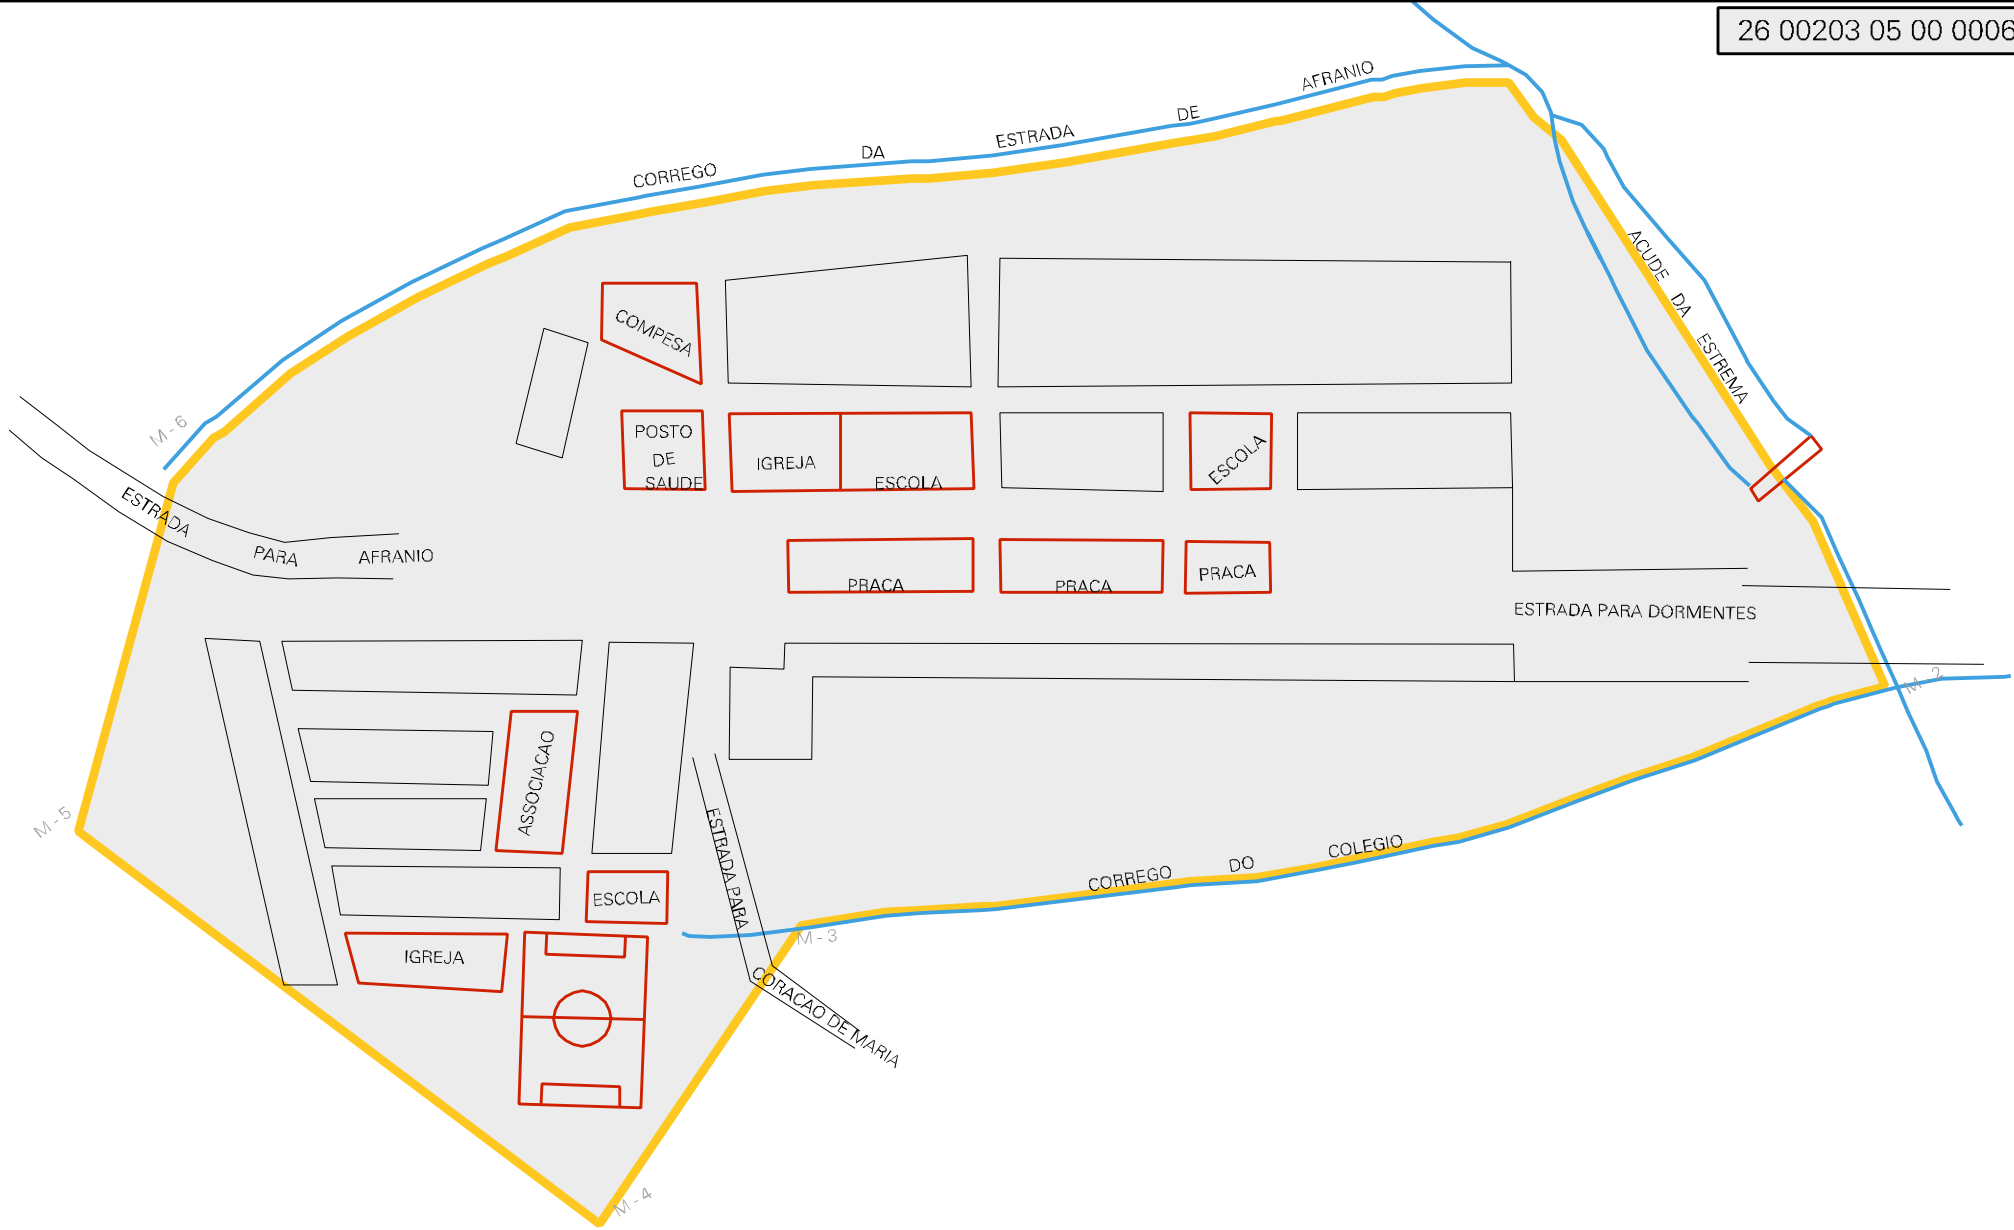 26 00203 05 00 0006
CORREGO DA ESTRADA DE AFRANIO
ACUDE DA ESTREMA
COMPESA
M - 6
POSTO
DE
SAUDE
IGREJA
ESCOLA
ESCOLA
ESTRADA PARA AFRANIO
PRACA
PRACA
PRACA
ESTRADA PARA DORMENTES
M - 2
ASSOCIACAO
M - 5
ESTRADA PARA
CORACAO DE MARIA
CORREGO DO COLEGIO
ESCOLA
M - 3
IGREJA
M - 4